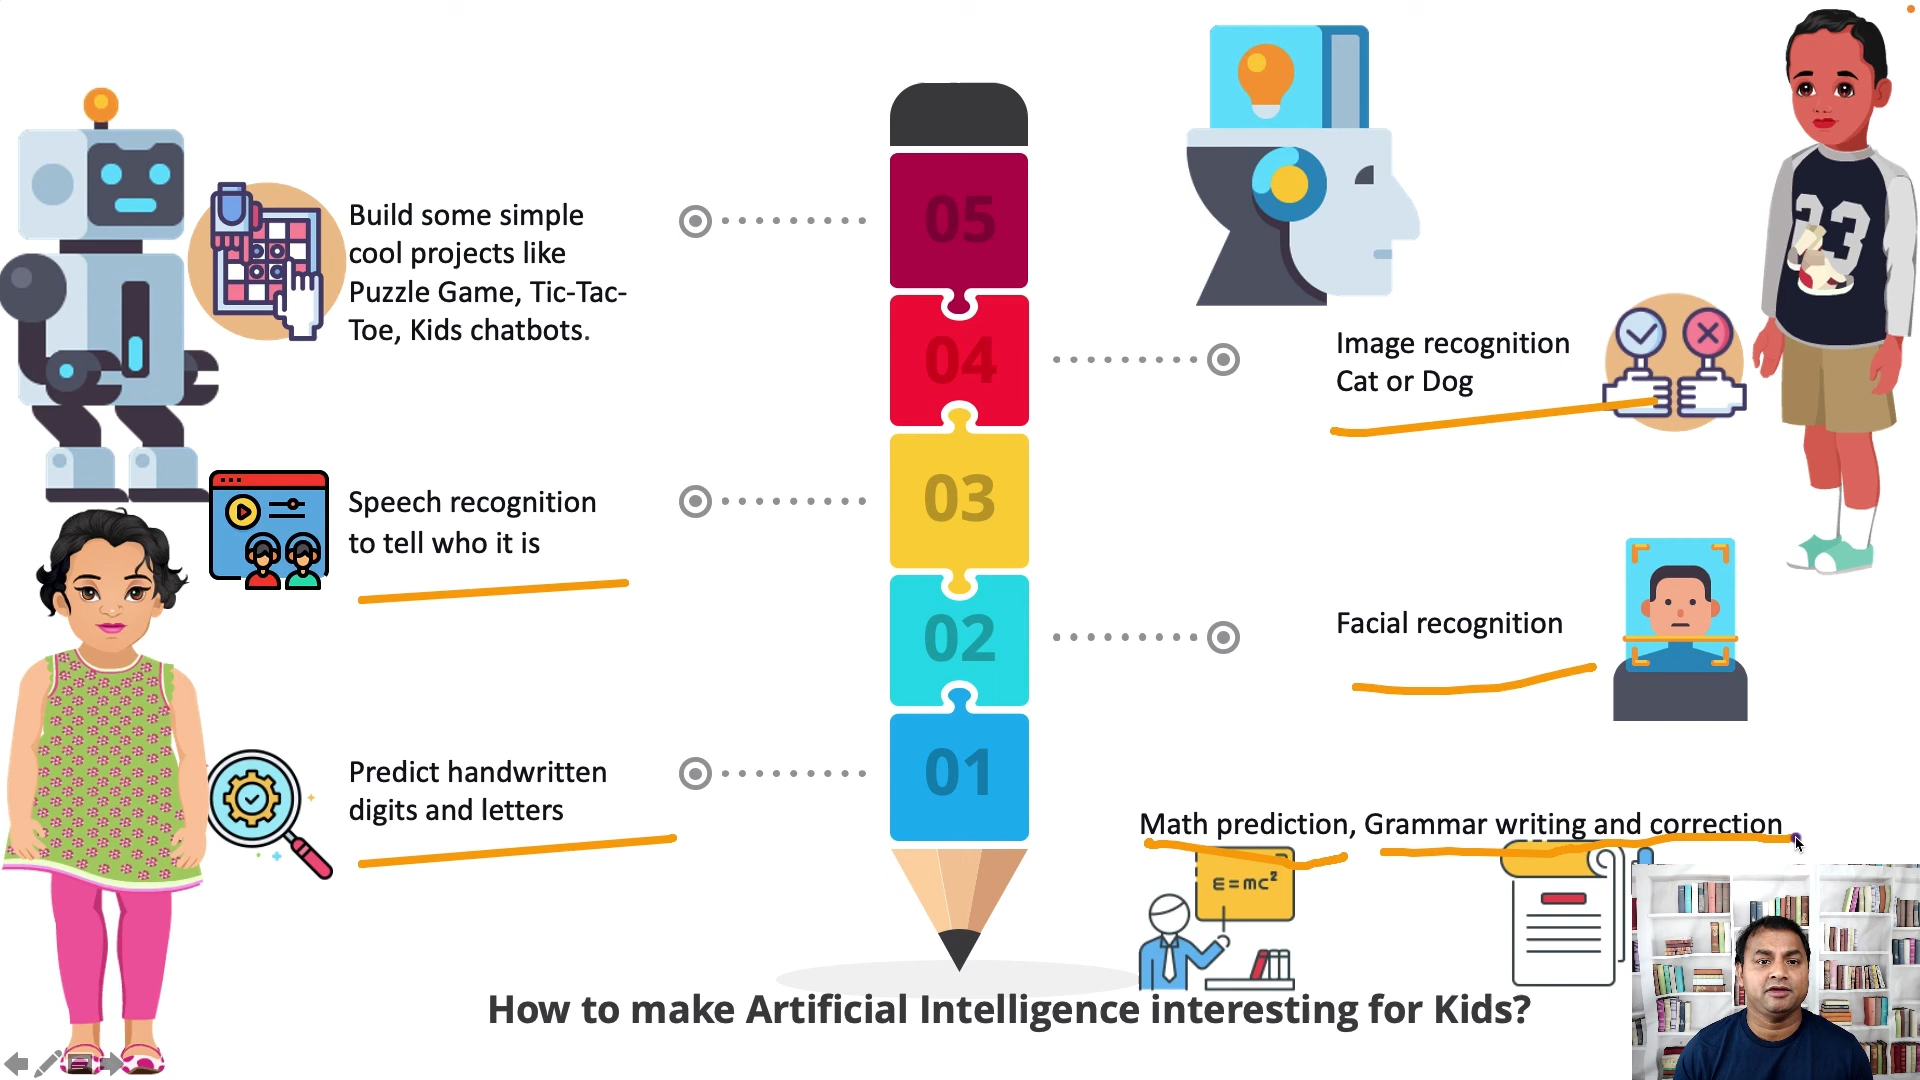 Build some simple
cool projects like
Puzzle Game, Tic-Tac-
Toe, Kids chatbots.
05
23
04
Image recognition
Cat or Dog
Speech recognition
to tell who it is
03
02
Facial recognition
Predict handwritten
digits and letters
01
Math prediction, Grammar writing and correction
E=mc²
How to make Artificial Intelligence interesting for Kids?